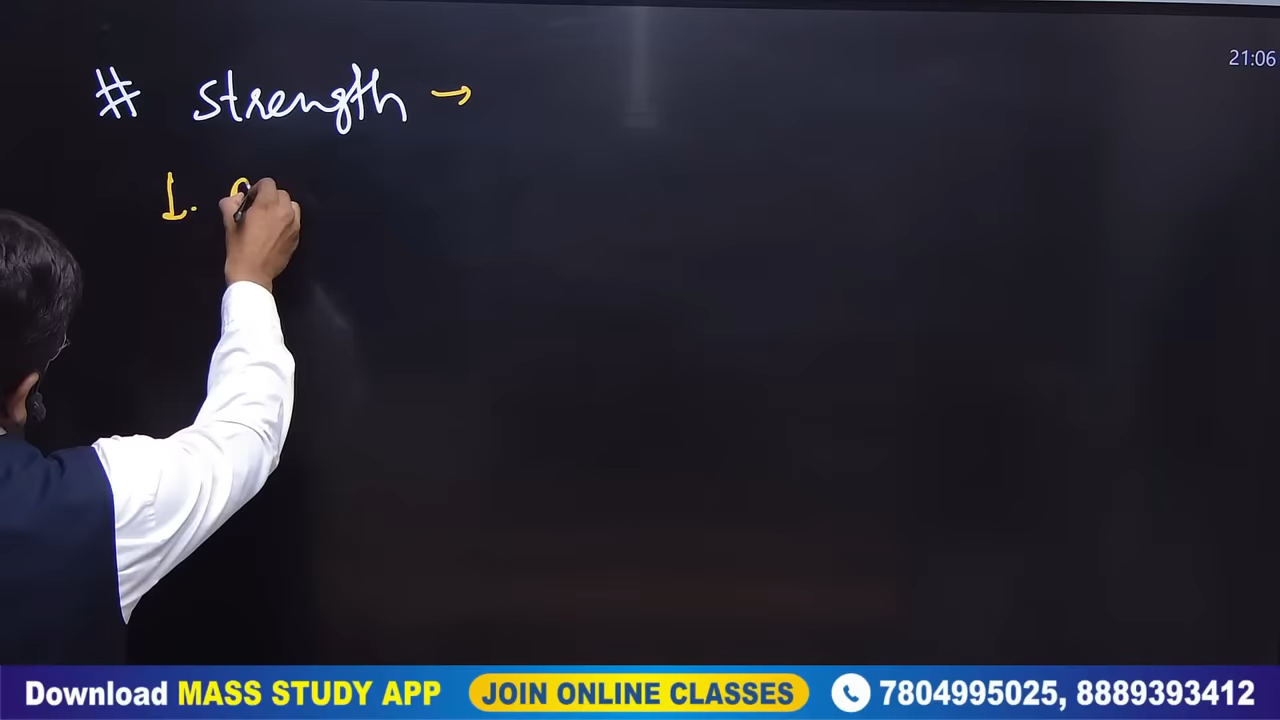 21:06
# strength →
1.
Download MASS STUDY APP JOIN ONLINE CLASSES 7804995025, 8889393412